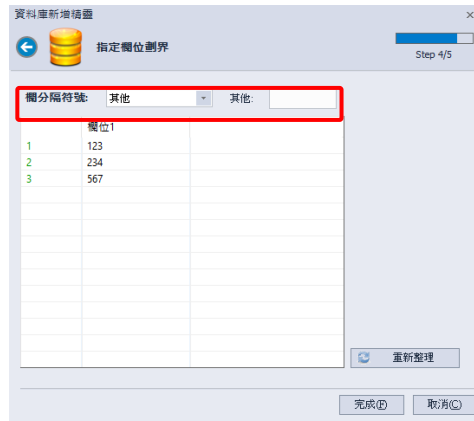 資料庫新增精靈
指定欄位劃界
Step 4/5
欄分隔符號: 其他 其他:
欄位1
1 123
2 234
3 567
重新整理
完成(F) 取消(C)